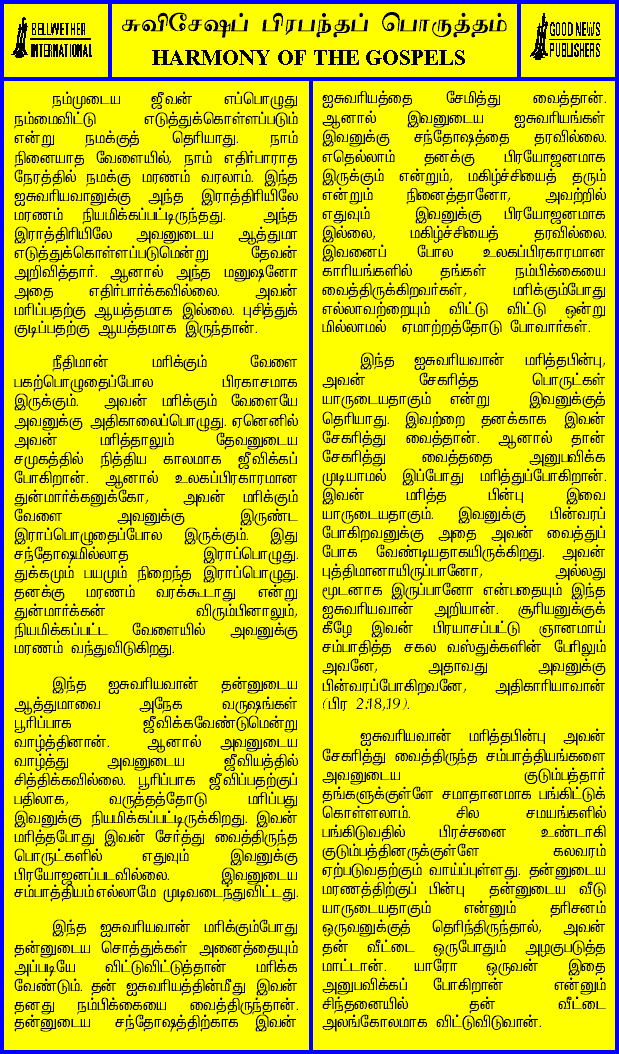 BELLWETHER
INTERNATIONAL
சுவிசேஷப் பிரபந்தப் பொருத்தம்
HARMONY OF THE GOSPELS
GOOD NEWS
PUBLISHERS
நம்முடைய ஜீவன் எப்பொழுது
நம்மைவிட்டு எடுத்துக்கொள்ளப்படும்
என்று நமக்குத் தெரியாது. நாம்
நினையாத வேளையில், நாம் எதிர்பாராத
நேரத்தில் நமக்கு மரணம் வரலாம். இந்த
ஐசுவரியவானுக்கு அந்த இராத்திரியிலே
மரணம் நியமிக்கப்பட்டிருந்தது. அந்த
இராத்திரியிலே அவனுடைய ஆத்துமா
எடுத்துக்கொள்ளப்படுமென்று தேவன்
அறிவித்தார். ஆனால் அந்த மனுஷனோ
அதை எதிர்பார்க்கவில்லை. அவன்
மரிப்பதற்கு ஆயத்தமாக இல்லை. புசித்துக்
குடிப்பதற்கு ஆயத்தமாக இருந்தான்.
நீதிமான் மரிக்கும் வேளை
பகற்பொழுதைப்போல பிரகாசமாக
இருக்கும். அவன் மரிக்கும் வேளையே
அவனுக்கு அதிகாலைப்பொழுது. ஏனெனில்
அவன் மரித்தாலும் தேவனுடைய
சமுகத்தில் நித்திய காலமாக ஜீவிக்கப்
போகிறான். ஆனால் உலகப்பிரகாரமான
துன்மார்க்கனுக்கோ, அவன் மரிக்கும்
வேளை அவனுக்கு இருண்ட
இராப்பொழுதைப்போல இருக்கும். இது
சந்தோஷமில்லாத இராப்பொழுது.
துக்கமும் பயமும் நிறைந்த இராப்பொழுது.
தனக்கு மரணம் வரக்கூடாது என்று
துன்மார்க்கன் விரும்பினாலும்,
நியமிக்கப்பட்ட வேளையில் அவனுக்கு
மரணம் வந்துவிடுகிறது.
இந்த ஐசுவரியவான் தன்னுடைய
ஆத்துமாவை அநேக வருஷங்கள்
பூரிப்பாக ஜீவிக்கவேண்டுமென்று
வாழ்த்தினான். ஆனால் அவனுடைய
வாழ்த்து அவனுடைய ஜீவியத்தில்
சித்திக்கவில்லை. பூரிப்பாக ஜீவிப்பதற்குப்
பதிலாக, வருத்தத்தோடு மரிப்பது
இவனுக்கு நியமிக்கப்பட்டிருக்கிறது. இவன்
மரித்தபோது இவன் சேர்த்து வைத்திருந்த
பொருட்களில் எதுவும் இவனுக்கு
பிரயோஜனப்படவில்லை. இவனுடைய
சம்பாத்தியம் எல்லாமே முடிவடைந்துவிட்டது.
இந்த ஐசுவரியவான் மரிக்கும்போது
தன்னுடைய சொத்துக்கள் அனைத்தையும்
அப்படியே விட்டுவிட்டுத்தான் மரிக்க
வேண்டும். தன் ஐசுவரியத்தின்மீது இவன்
தனது நம்பிக்கையை வைத்திருந்தான்.
தன்னுடைய சந்தோஷத்திற்காக இவன்
ஐசுவரியத்தை சேமித்து வைத்தான்.
ஆனால் இவனுடைய ஐசுவரியங்கள்
இவனுக்கு சந்தோஷத்தை தரவில்லை.
எதெல்லாம் தனக்கு பிரயோஜனமாக
இருக்கும் என்றும், மகிழ்ச்சியைத் தரும்
என்றும் நினைத்தானோ, அவற்றில்
எதுவும் இவனுக்கு பிரயோஜனமாக
இல்லை, மகிழ்ச்சியைத் தரவில்லை.
இவனைப் போல உலகப்பிரகாரமான
காரியங்களில் தங்கள் நம்பிக்கையை
வைத்திருக்கிறவர்கள், மரிக்கும்போது
எல்லாவற்றையும் விட்டு விட்டு ஒன்று
மில்லாமல் ஏமாற்றத்தோடு போவார்கள்.
இந்த ஐசுவரியவான் மரித்தபின்பு,
அவன் சேகரித்த பொருட்கள்
யாருடையதாகும் என்று இவனுக்குத்
தெரியாது. இவற்றை தனக்காக இவன்
சேகரித்து வைத்தான். ஆனால் தான்
சேகரித்து வைத்ததை அனுபவிக்க
முடியாமல் இப்போது மரித்துப்போகிறான்.
இவன் மரித்த பின்பு இவை
யாருடையதாகும். இவனுக்கு பின்வரப்
போகிறவனுக்கு அதை அவன் வைத்துப்
போக வேண்டியதாகயிருக்கிறது. அவன்
புத்திமானாயிருப்பானோ, அல்லது
மூடனாக இருப்பானோ என்பதையும் இந்த
ஐசுவரியவான் அறியான். சூரியனுக்குக்
கீழே இவன் பிரயாசப்பட்டு ஞானமாய்
சம்பாதித்த சகல வஸ்துக்களின் பேரிலும்
அவனே, அதாவது அவனுக்கு
பின்வரப்போகிறவனே, அதிகாரியாவான்
(பிர 2:18,19).
ஐசுவரியவான் மரித்தபின்பு அவன்
சேகரித்து வைத்திருந்த சம்பாத்தியங்களை
அவனுடைய குடும்பத்தார்
தங்களுக்குள்ளே சமாதானமாக பங்கிட்டுக்
கொள்ளலாம். சில சமயங்களில்
பங்கிடுவதில் பிரச்சனை உண்டாகி
குடும்பத்தினருக்குள்ளே கலவரம்
ஏற்படுவதற்கும் வாய்ப்புள்ளது. தன்னுடைய
மரணத்திற்குப் பின்பு தன்னுடைய வீடு
யாருடையதாகும் என்னும் தரிசனம்
ஒருவனுக்குத் தெரிந்திருந்தால், அவன்
தன் வீட்டை ஒருபோதும் அழகுபடுத்த
மாட்டான். யாரோ ஒருவன் இதை
அனுபவிக்கப் போகிறான் என்னும்
சிந்தனையில் தன் வீட்டை
அலங்கோலமாக விட்டுவிடுவான்.